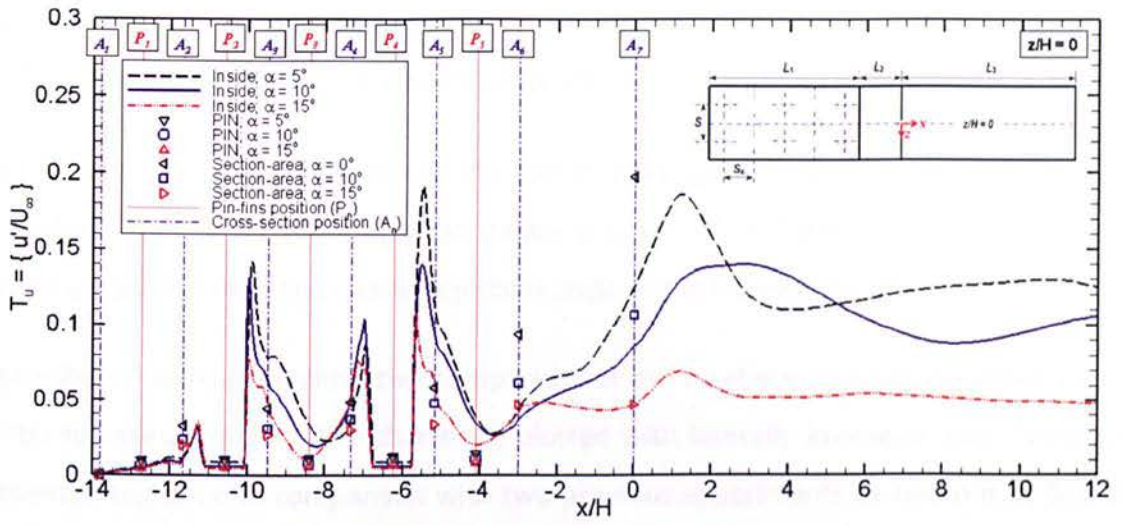 A₁ P₁ A₂ P₂ A₃ P₃ A₄ P₄ A₅ P₅ A₆ A₇ z/H = 0
Inside, α = 5°
Inside, α = 10°
Inside, α = 15°
PIN, α = 5°
PIN, α = 10°
PIN, α = 15°
Section-area, α = 0°
Section-area, α = 10°
Section-area, α = 15°
Pin-fins position (Pₙ)
Cross-section position (Aₙ)
L₁ L₂ L₃
S
z/H = 0
X
Z
Sₓ
Tᵤ = { u'/U∞ }
0.3
0.25
0.2
0.15
0.1
0.05
0
-12 -10 -8 -6 -4 -2 0 2 4 6 8 10 12
x/H